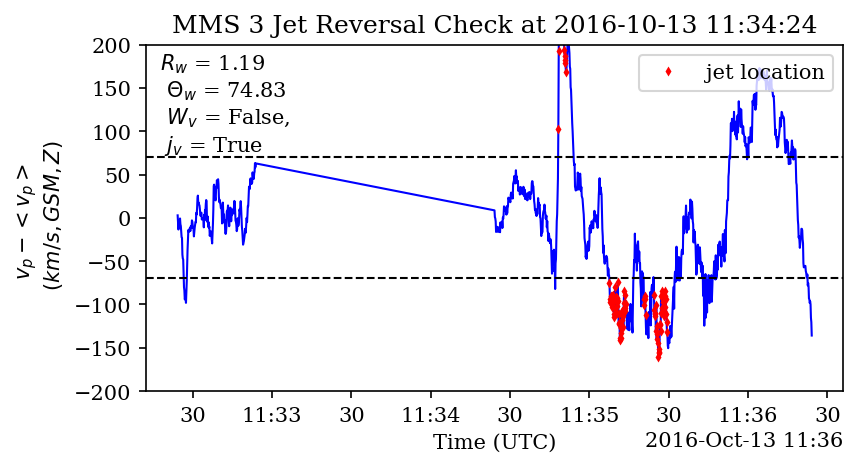 MMS 3 Jet Reversal Check at 2016-10-13 11:34:24
R_w = 1.19
Θ_w = 74.83
W_v = False,
j_v = True
jet location
200
150
100
50
0
−50
−100
−150
−200
v_p − < v_p >
(km/s, GSM, Z)
30 11:33 30 11:34 30 11:35 30 11:36 30
Time (UTC)
2016-Oct-13 11:36